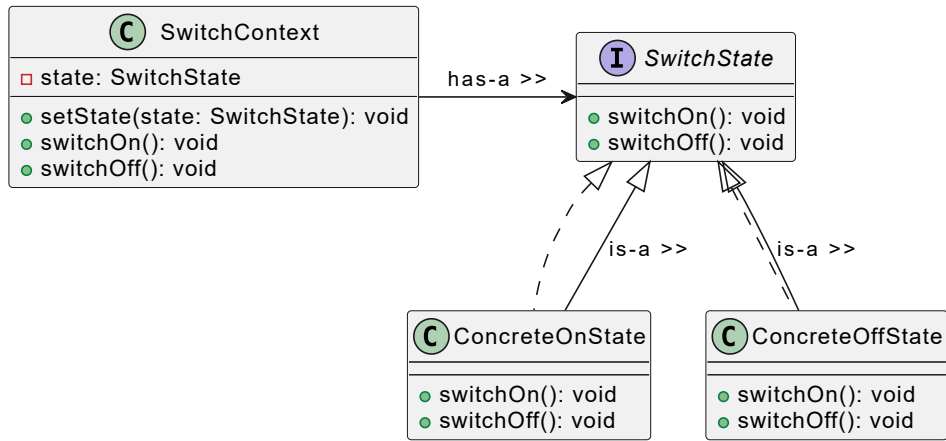 C SwitchContext
state: SwitchState
setState(state: SwitchState): void
switchOn(): void
switchOff(): void
has-a >>
I SwitchState
switchOn(): void
switchOff(): void
is-a >>
is-a >>
C ConcreteOnState
switchOn(): void
switchOff(): void
C ConcreteOffState
switchOn(): void
switchOff(): void